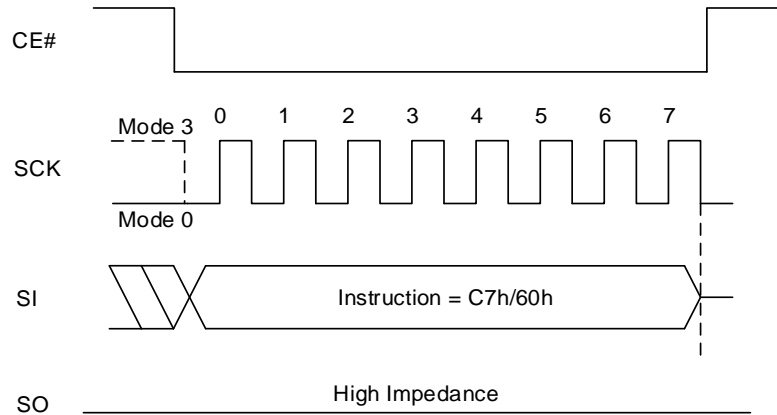 CE#
Mode 3
0 1 2 3 4 5 6 7
SCK
Mode 0
SI
Instruction = C7h/60h
SO
High Impedance